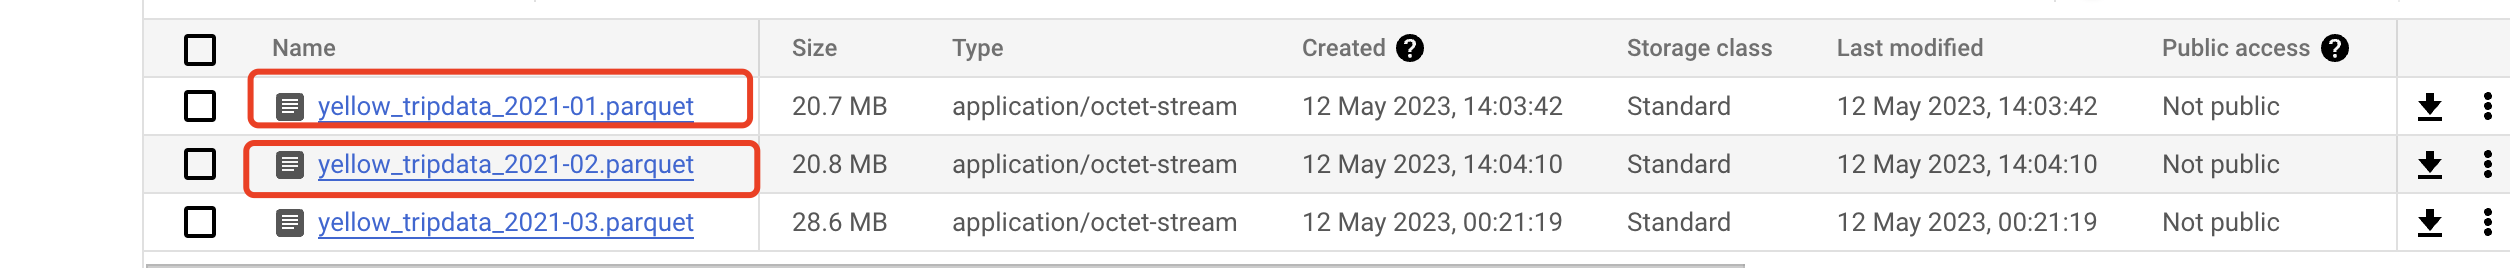 Name Size Type Created ? Storage class Last modified Public access ?
yellow_tripdata_2021-01.parquet 20.7 MB application/octet-stream 12 May 2023, 14:03:42 Standard 12 May 2023, 14:03:42 Not public
yellow_tripdata_2021-02.parquet 20.8 MB application/octet-stream 12 May 2023, 14:04:10 Standard 12 May 2023, 14:04:10 Not public
yellow_tripdata_2021-03.parquet 28.6 MB application/octet-stream 12 May 2023, 00:21:19 Standard 12 May 2023, 00:21:19 Not public